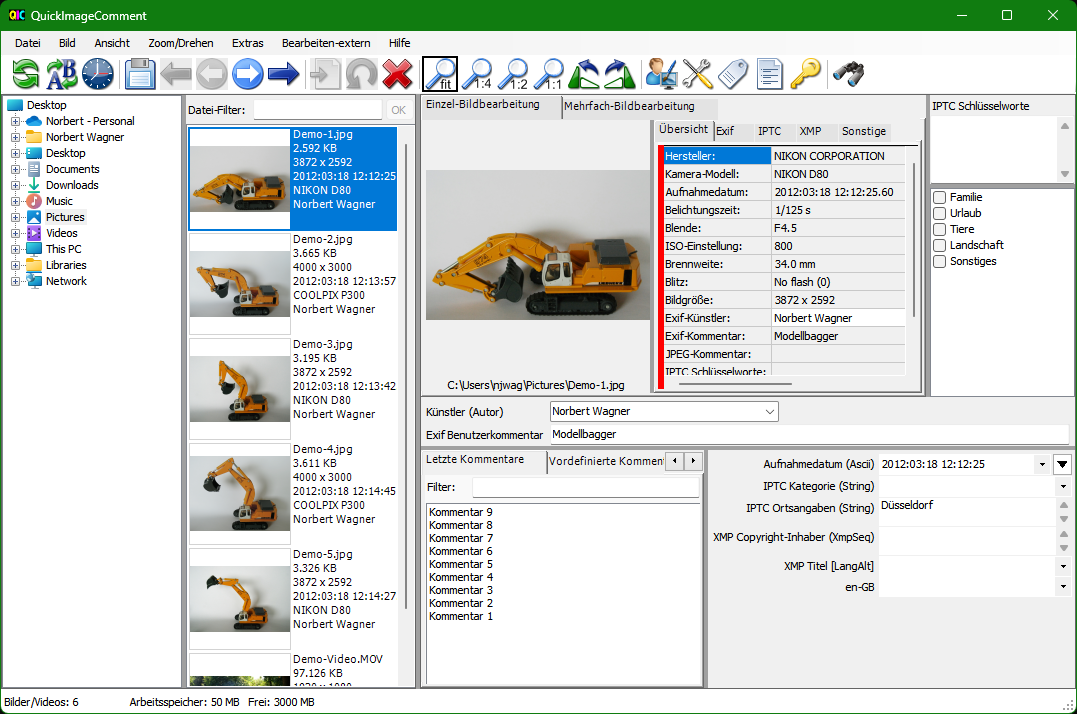 QIC QuickImageComment
Datei Bild Ansicht Zoom/Drehen Extras Bearbeiten-extern Hilfe
A B fit 1:4 1:2 1:1
Desktop
Norbert - Personal
Norbert Wagner
Desktop
Documents
Downloads
Music
Pictures
Videos
This PC
Libraries
Network
Datei-Filter: OK
Demo-1.jpg
2.592 KB
3872 x 2592
2012:03:18 12:12:25
NIKON D80
Norbert Wagner
Demo-2.jpg
3.665 KB
4000 x 3000
2012:03:18 12:13:57
COOLPIX P300
Norbert Wagner
Demo-3.jpg
3.195 KB
3872 x 2592
2012:03:18 12:13:42
NIKON D80
Norbert Wagner
Demo-4.jpg
3.611 KB
4000 x 3000
2012:03:18 12:14:45
COOLPIX P300
Norbert Wagner
Demo-5.jpg
3.326 KB
3872 x 2592
2012:03:18 12:14:27
NIKON D80
Norbert Wagner
Demo-Video.MOV
97.126 KB
Einzel-Bildbearbeitung Mehrfach-Bildbearbeitung
C:\Users\njwag\Pictures\Demo-1.jpg
Übersicht Exif IPTC XMP Sonstige
Hersteller: NIKON CORPORATION
Kamera-Modell: NIKON D80
Aufnahmedatum: 2012:03:18 12:12:25.60
Belichtungszeit: 1/125 s
Blende: F4.5
ISO-Einstellung: 800
Brennweite: 34.0 mm
Blitz: No flash (0)
Bildgröße: 3872 x 2592
Exif-Künstler: Norbert Wagner
Exif-Kommentar: Modellbagger
JPEG-Kommentar:
IPTC Schlüsselworte:
IPTC Schlüsselworte
Familie
Urlaub
Tiere
Landschaft
Sonstiges
Künstler (Autor) Norbert Wagner
Exif Benutzerkommentar Modellbagger
Letzte Kommentare Vordefinierte Kommen
Filter:
Kommentar 9
Kommentar 8
Kommentar 7
Kommentar 6
Kommentar 5
Kommentar 4
Kommentar 3
Kommentar 2
Kommentar 1
Aufnahmedatum (Ascii) 2012:03:18 12:12:25
IPTC Kategorie (String)
IPTC Ortsangaben (String) Düsseldorf
XMP Copyright-Inhaber (XmpSeq)
XMP Titel [LangAlt]
en-GB
Bilder/Videos: 6 Arbeitsspeicher: 50 MB Frei: 3000 MB